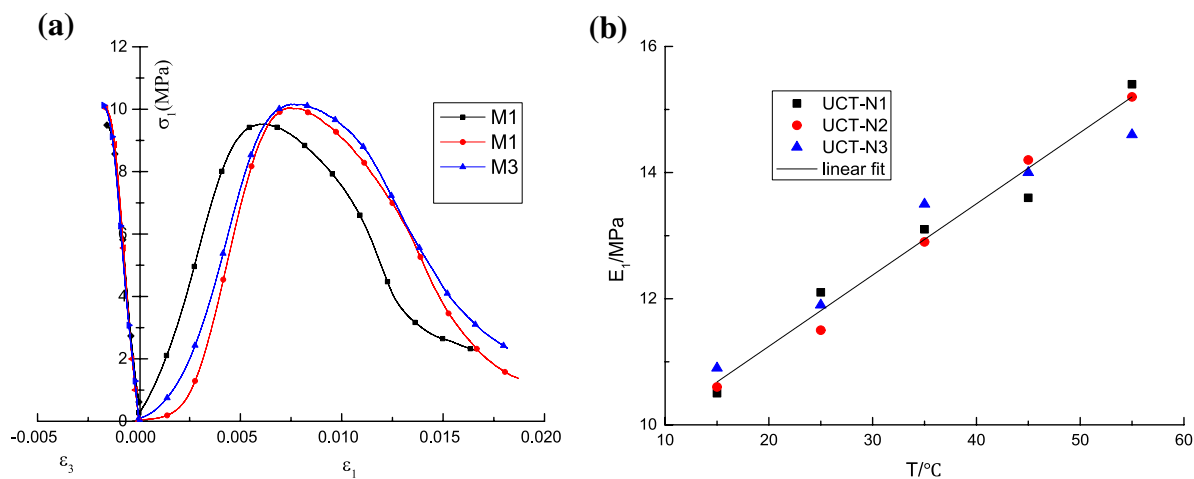 (a)
12
10
8
6
4
2
0
σ₁(MPa)
M1
M1
M3
-0.005 0.000 0.005 0.010 0.015 0.020
ε₃ ε₁
(b)
16
14
12
10
E₁/MPa
UCT-N1
UCT-N2
UCT-N3
linear fit
10 20 30 40 50 60
T/℃